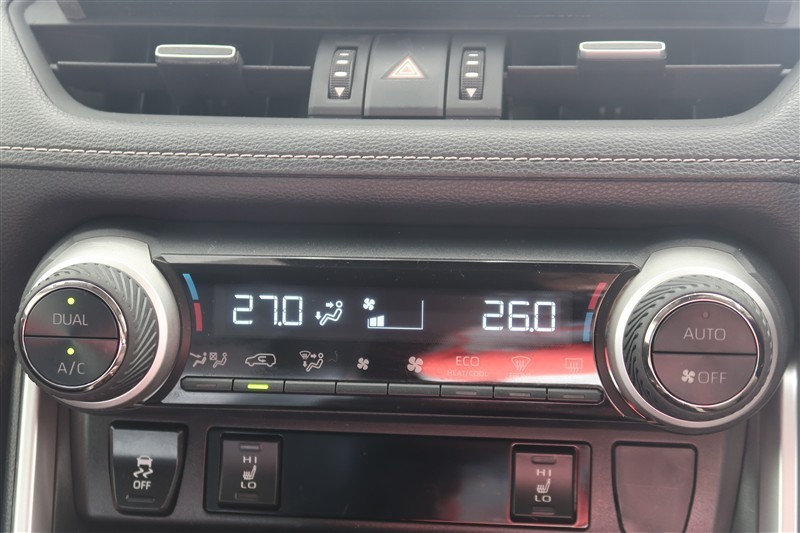 27.0 26.0
DUAL
A/C
ECO
HEAT/COOL
AUTO
OFF
OFF
HI
LO
HI
LO